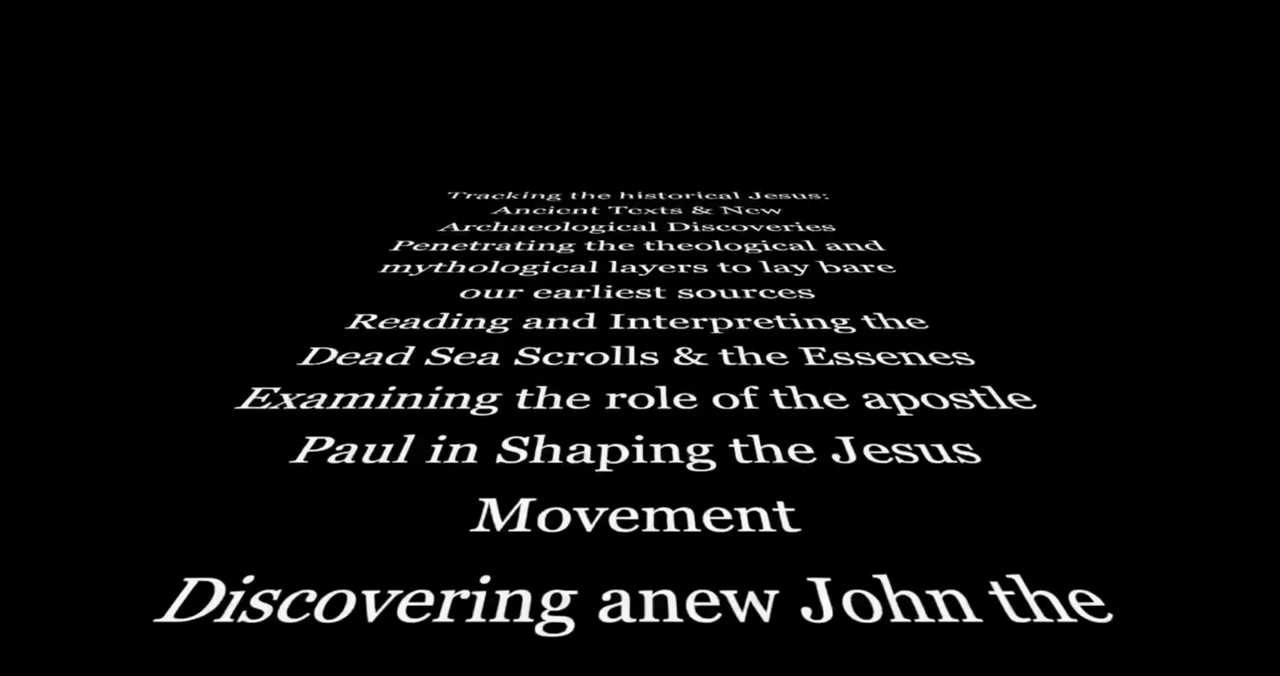 Tracking the historical Jesus:
Ancient Texts & New
Archaeological Discoveries
Penetrating the theological and
mythological layers to lay bare
our earliest sources
Reading and Interpreting the
Dead Sea Scrolls & the Essenes
Examining the role of the apostle
Paul in Shaping the Jesus
Movement
Discovering anew John the